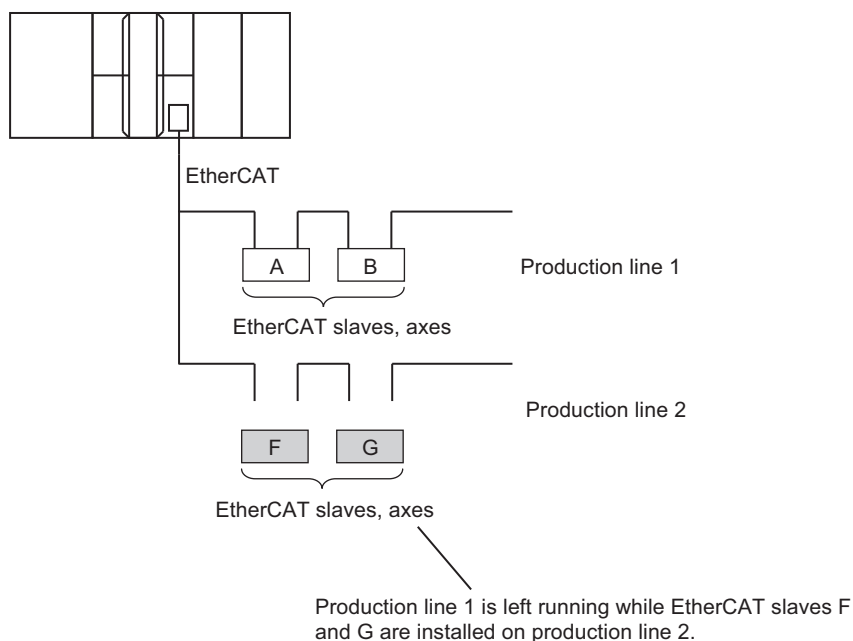 EtherCAT
A
B
Production line 1
EtherCAT slaves, axes
Production line 2
F
G
EtherCAT slaves, axes
Production line 1 is left running while EtherCAT slaves F
and G are installed on production line 2.